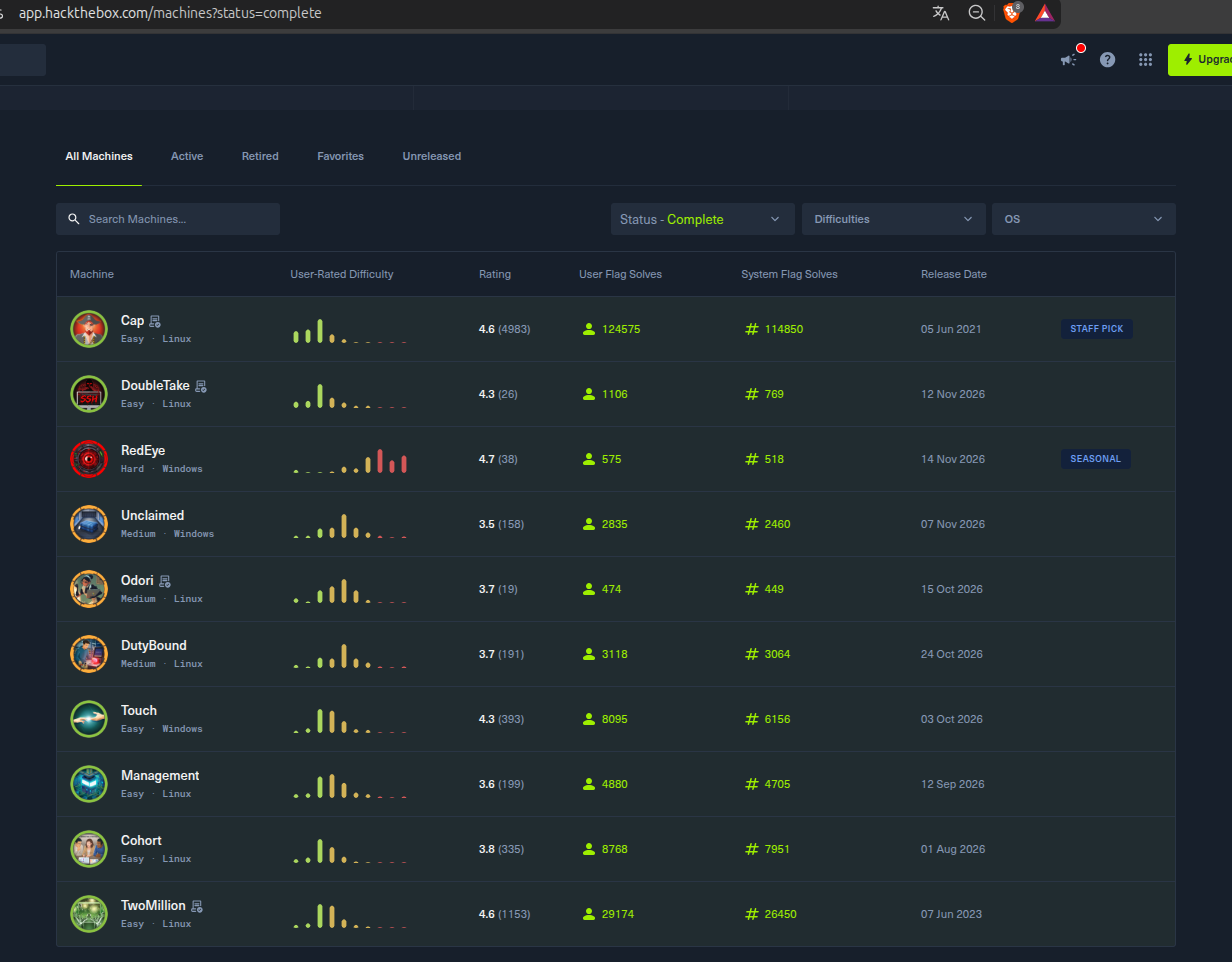 app.hackthebox.com/machines?status=complete
8
Upgra
All Machines Active Retired Favorites Unreleased
Search Machines... Status - Complete Difficulties OS
Machine User-Rated Difficulty Rating User Flag Solves System Flag Solves Release Date
Cap 4.6 (4983) 124575 # 114850 05 Jun 2021 STAFF PICK
Easy · Linux
DoubleTake 4.3 (26) 1106 # 769 12 Nov 2026
SSH
Easy · Linux
RedEye 4.7 (38) 575 # 518 14 Nov 2026 SEASONAL
Hard · Windows
Unclaimed 3.5 (158) 2835 # 2460 07 Nov 2026
Medium · Windows
Odori 3.7 (19) 474 # 449 15 Oct 2026
Medium · Linux
DutyBound 3.7 (191) 3118 # 3064 24 Oct 2026
Medium · Linux
Touch 4.3 (393) 8095 # 6156 03 Oct 2026
Easy · Windows
Management 3.6 (199) 4880 # 4705 12 Sep 2026
Easy · Linux
Cohort 3.8 (335) 8768 # 7951 01 Aug 2026
Easy · Linux
TwoMillion 4.6 (1153) 29174 # 26450 07 Jun 2023
Easy · Linux